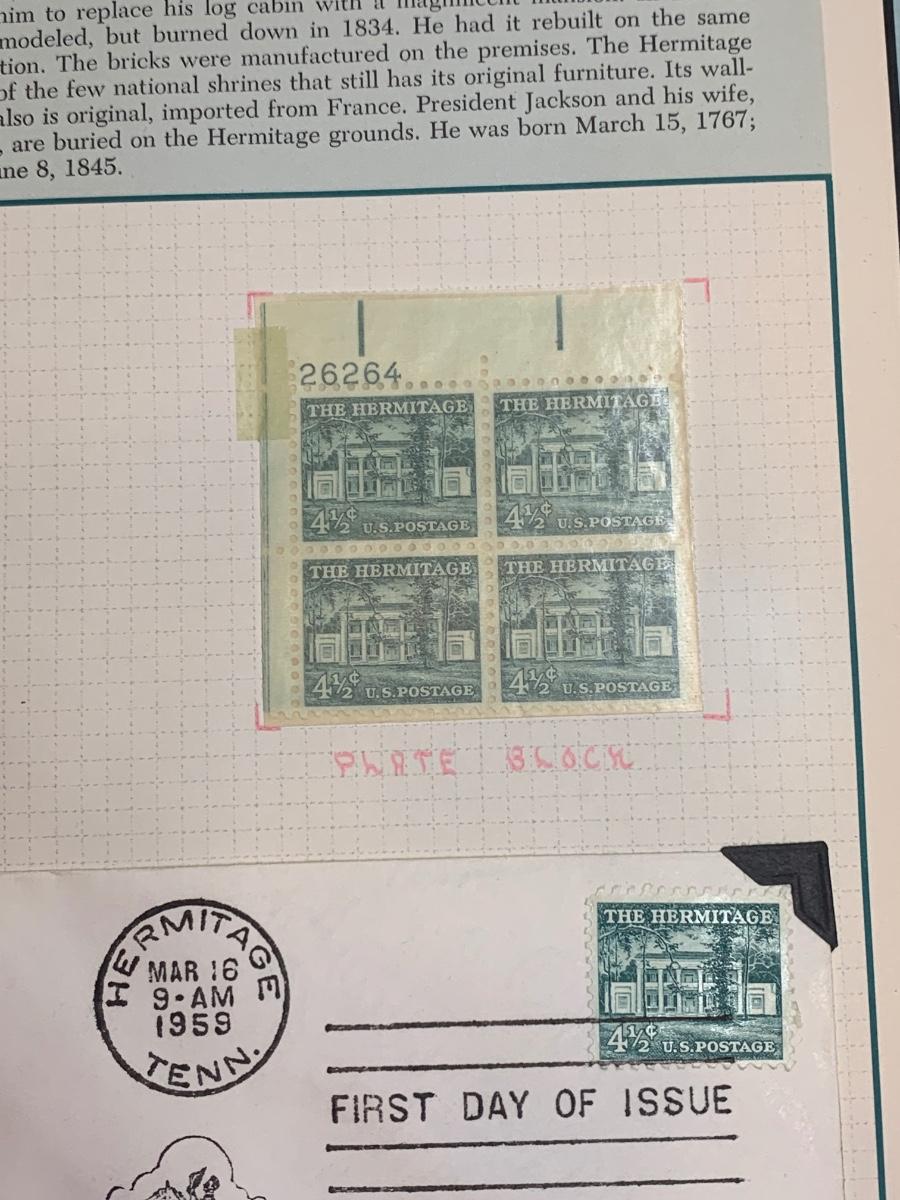 him to replace his log cabin with a magnificent mansion.
modeled, but burned down in 1834. He had it rebuilt on the same
tion. The bricks were manufactured on the premises. The Hermitage
of the few national shrines that still has its original furniture. Its wall-
also is original, imported from France. President Jackson and his wife,
, are buried on the Hermitage grounds. He was born March 15, 1767;
une 8, 1845.
26264
THE HERMITAGE
4½¢ U.S. POSTAGE
THE HERMITAGE
4½¢ U.S. POSTAGE
THE HERMITAGE
4½¢ U.S. POSTAGE
THE HERMITAGE
4½¢ U.S. POSTAGE
PLATE BLOCK
HERMITAGE
MAR 16
9-AM
1959
TENN.
THE HERMITAGE
4½¢ U.S. POSTAGE
FIRST DAY OF ISSUE